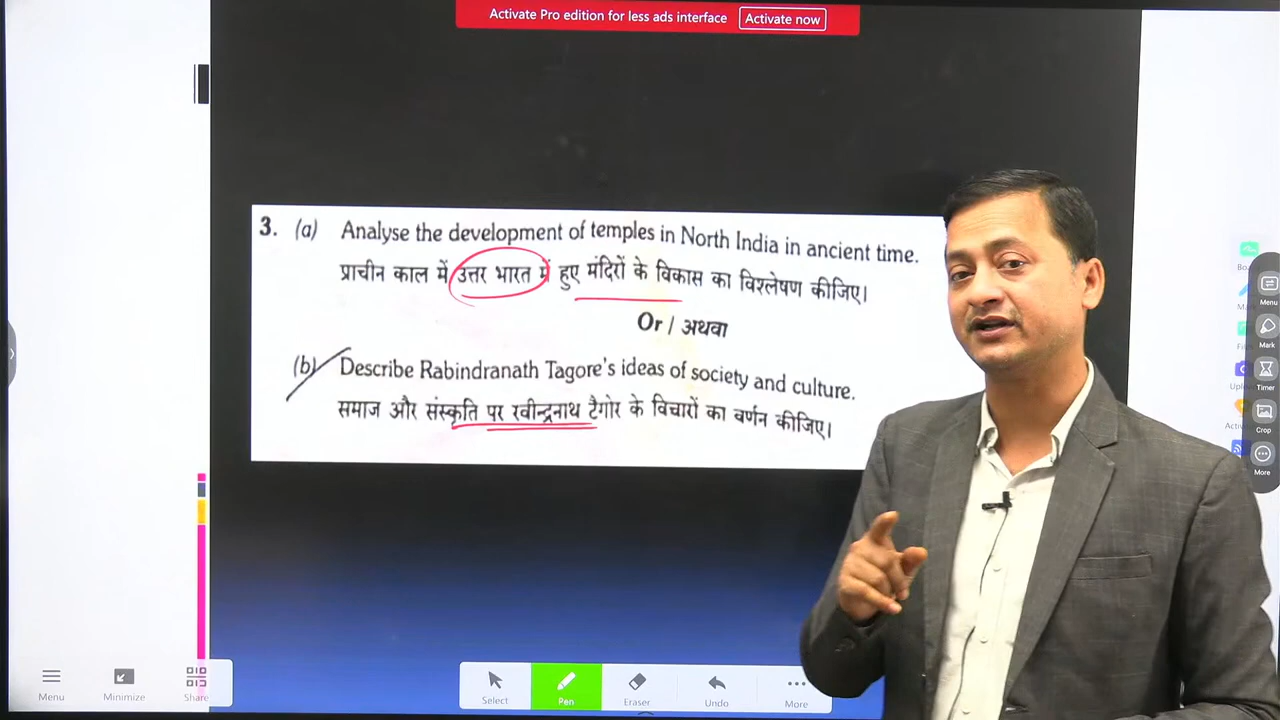 Activate Pro edition for less ads interface Activate now
3. (a) Analyse the development of temples in North India in ancient time.
प्राचीन काल में उत्तर भारत में हुए मंदिरों के विकास का विश्लेषण कीजिए।
Or / अथवा
(b) Describe Rabindranath Tagore's ideas of society and culture.
समाज और संस्कृति पर रवीन्द्रनाथ टैगोर के विचारों का वर्णन कीजिए।
Menu
Mark
Timer
Crop
More
Menu Minimize Share
Select Pen Eraser Undo More